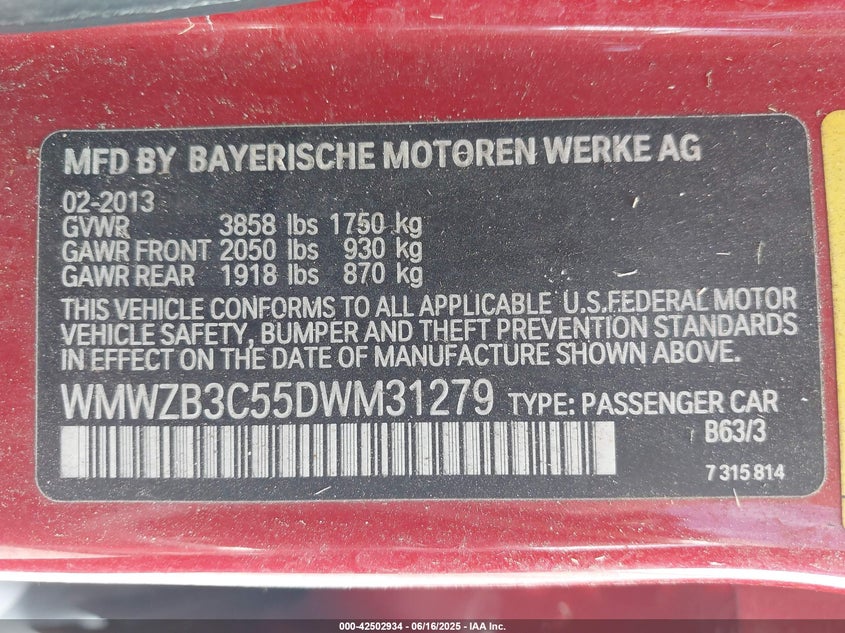 MFD BY BAYERISCHE MOTOREN WERKE AG
02-2013
GVWR 3858 lbs 1750 kg
GAWR FRONT 2050 lbs 930 kg
GAWR REAR 1918 lbs 870 kg
THIS VEHICLE CONFORMS TO ALL APPLICABLE U.S.FEDERAL MOTOR
VEHICLE SAFETY, BUMPER AND THEFT PREVENTION STANDARDS
IN EFFECT ON THE DATE OF MANUFACTURE SHOWN ABOVE.
WMWZB3C55DWM31279 TYPE: PASSENGER CAR
B63/3
7 315 814
000-42502934 - 06/16/2025 - IAA Inc.